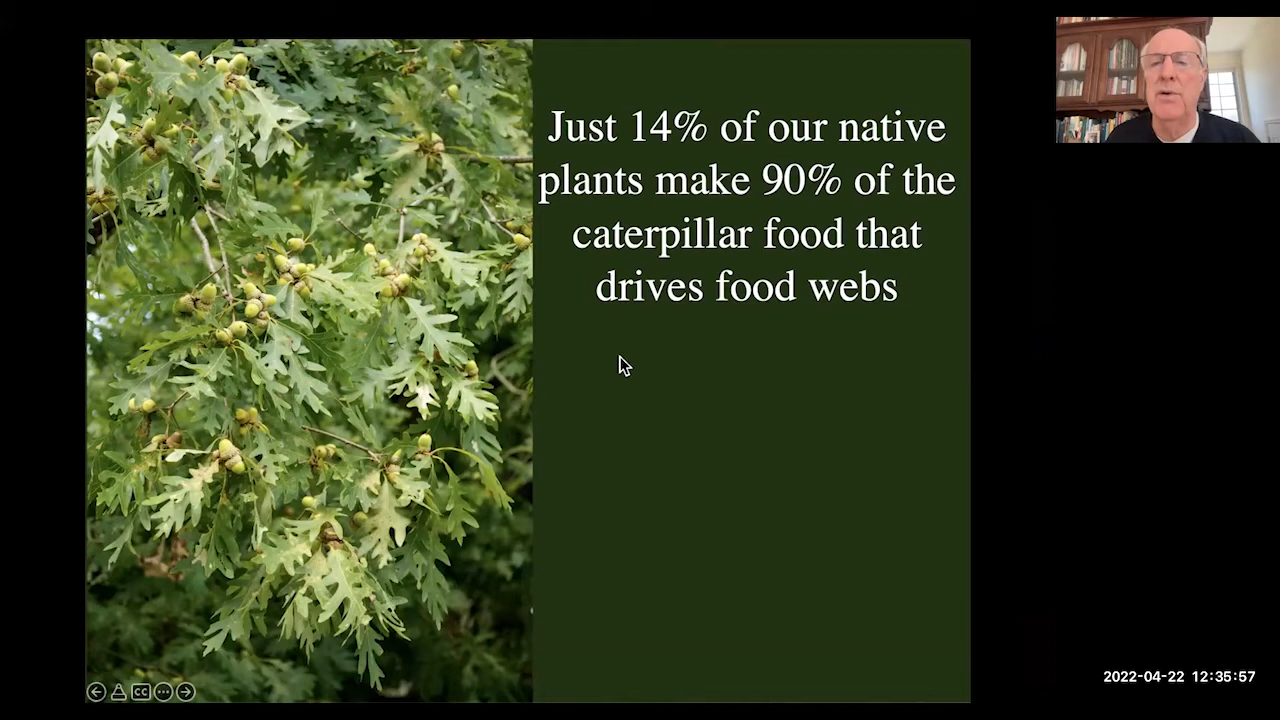 Just 14% of our native
plants make 90% of the
caterpillar food that
drives food webs
CC
2022-04-22 12:35:57